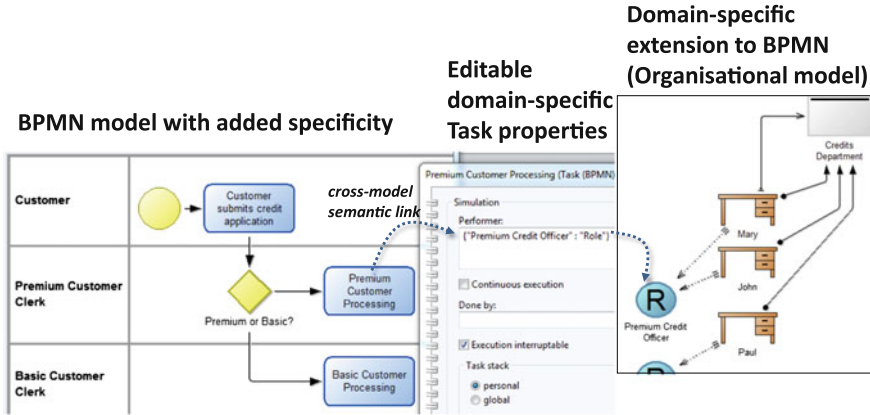 Domain-specific
extension to BPMN
(Organisational model)
Editable
domain-specific
Task properties
BPMN model with added specificity
Customer
Customer
submits credit
application
Premium Customer
Clerk
Premium or Basic?
Premium
Customer
Processing
Basic Customer
Clerk
Basic Customer
Processing
cross-model
semantic link
Premium Customer Processing (Task (BPMN)
Simulation
Performer:
{"Premium Credit Officer" : "Role"}
Continuous execution
Done by:
Execution interruptable
Task stack
personal
global
Credits
Department
Mary
John
R
Premium Credit
Officer
Paul